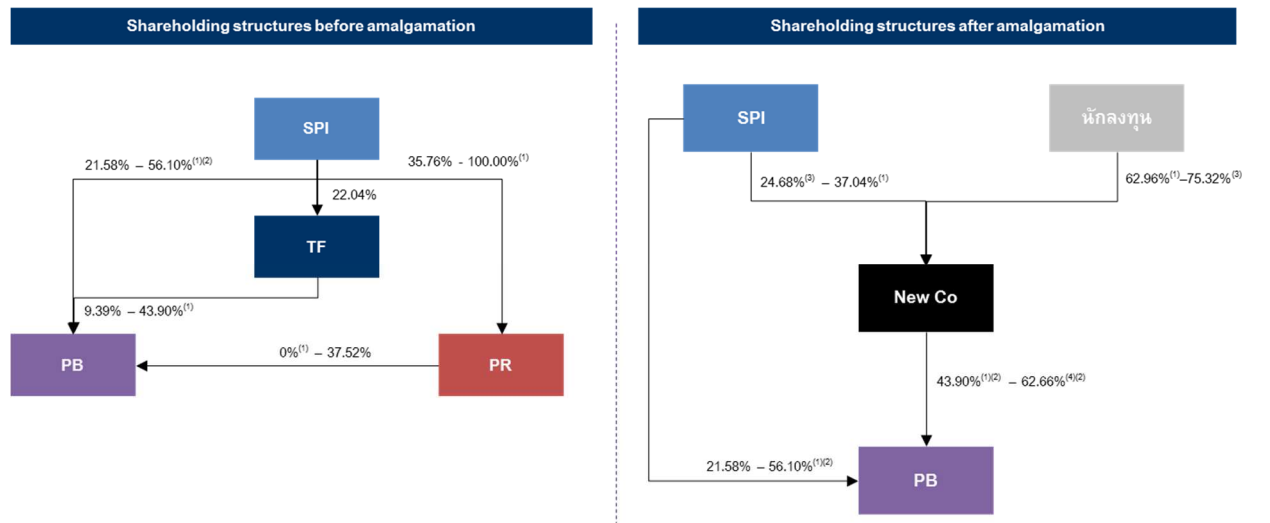 Shareholding structures before amalgamation
SPI
21.58% – 56.10%(1)(2)
35.76% - 100.00%(1)
22.04%
TF
9.39% – 43.90%(1)
PB
0%(1) – 37.52%
PR
Shareholding structures after amalgamation
SPI
นักลงทุน
24.68%(3) – 37.04%(1)
62.96%(1)–75.32%(3)
New Co
43.90%(1)(2) – 62.66%(4)(2)
21.58% – 56.10%(1)(2)
PB